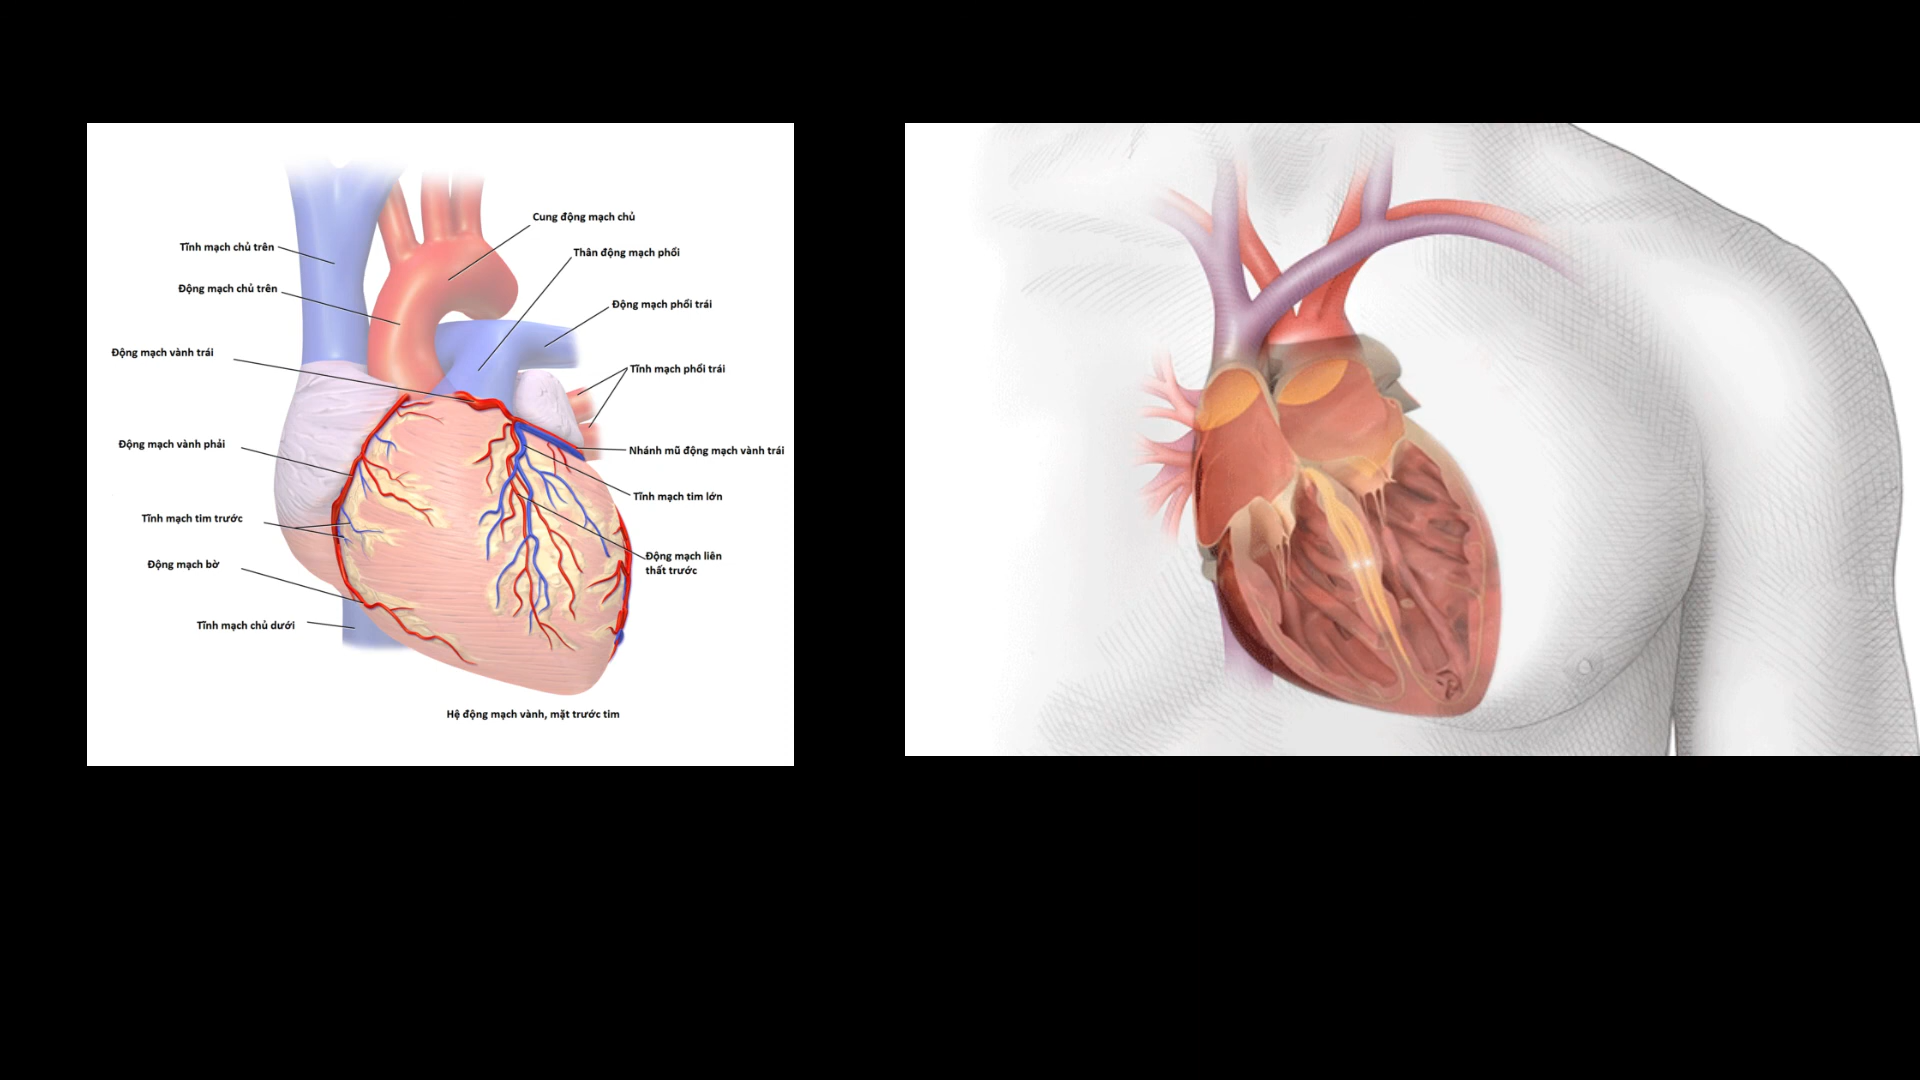 Cung động mạch chủ
Tĩnh mạch chủ trên
Thân động mạch phổi
Động mạch chủ trên
Động mạch phổi trái
Động mạch vành trái
Tĩnh mạch phổi trái
Động mạch vành phải
Nhánh mũ động mạch vành trái
Tĩnh mạch tim lớn
Tĩnh mạch tim trước
Động mạch liên
thất trước
Động mạch bờ
Tĩnh mạch chủ dưới
Hệ động mạch vành, mặt trước tim